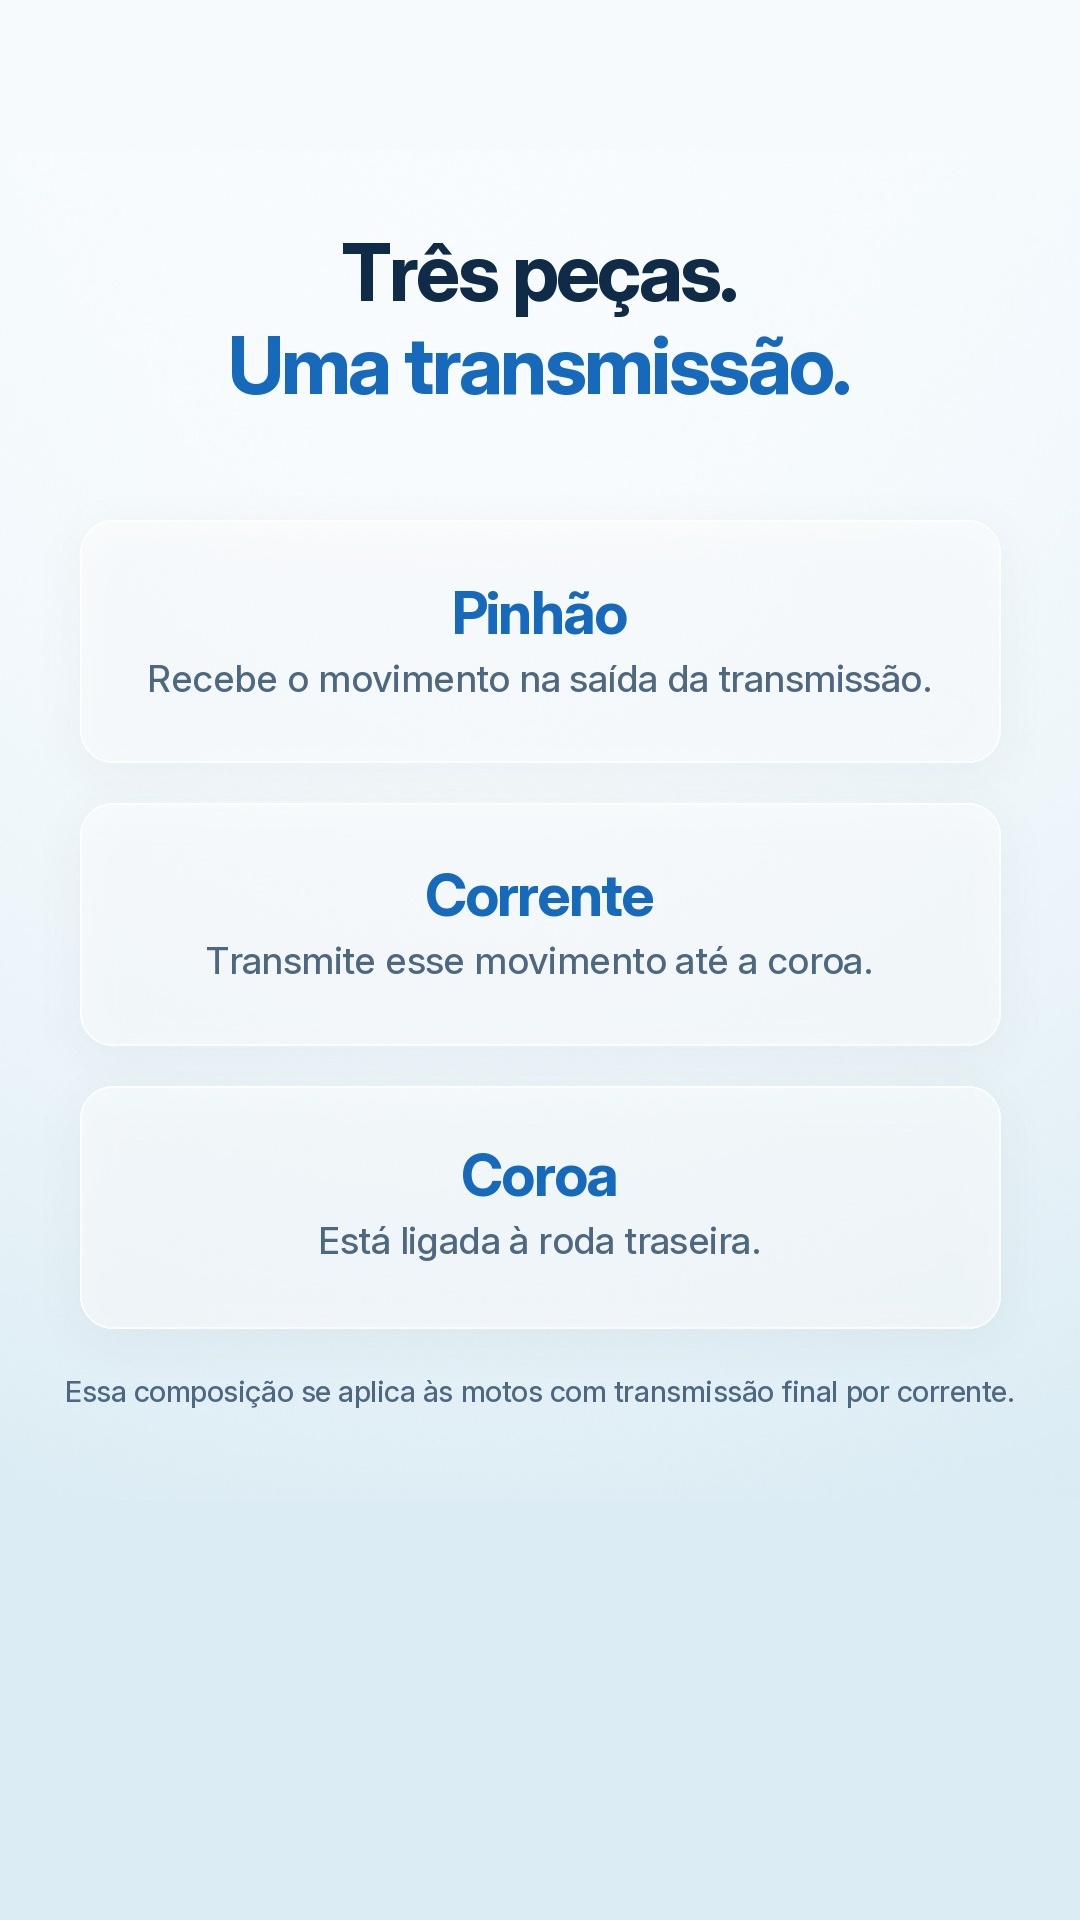 Três peças.
Uma transmissão.
Pinhão
Recebe o movimento na saída da transmissão.
Corrente
Transmite esse movimento até a coroa.
Coroa
Está ligada à roda traseira.
Essa composição se aplica às motos com transmissão final por corrente.